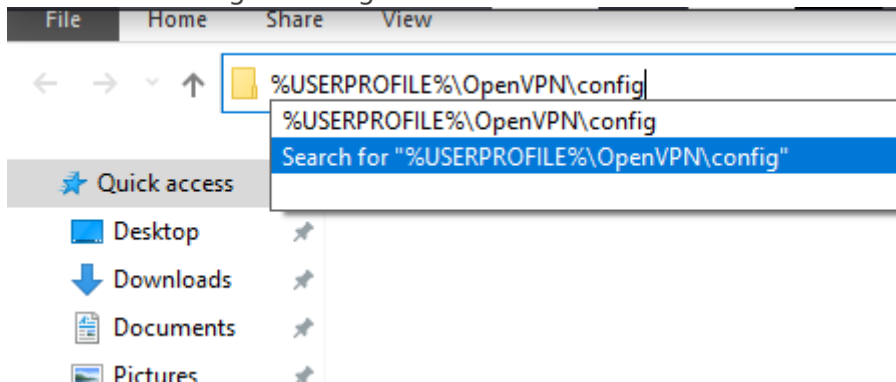 File Home Share View
%USERPROFILE%\OpenVPN\config
%USERPROFILE%\OpenVPN\config
Search for "%USERPROFILE%\OpenVPN\config"
Quick access
Desktop
Downloads
Documents
Pictures